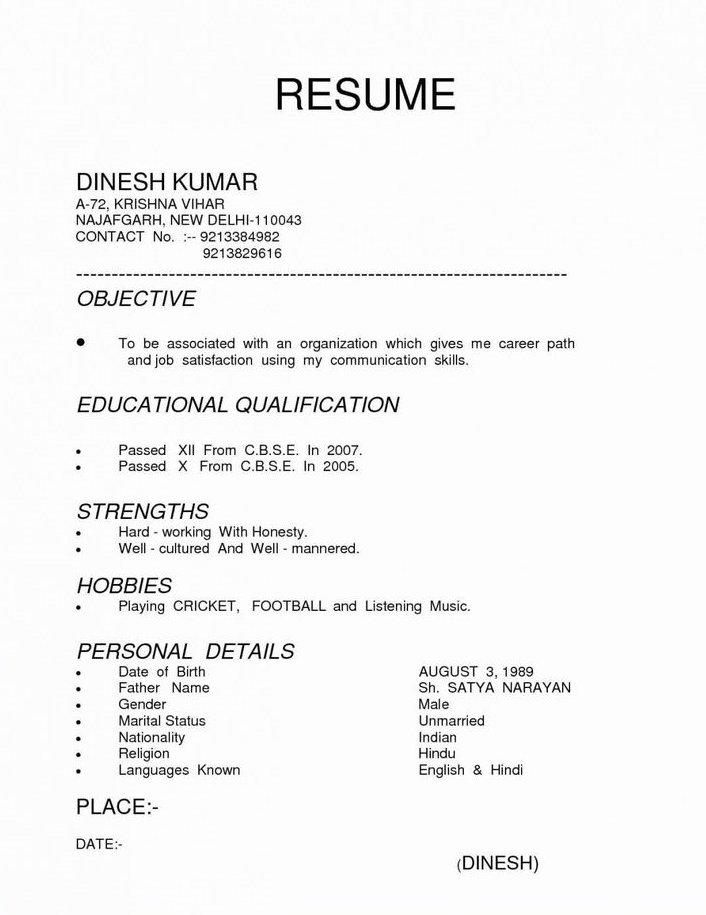 RESUME
DINESH KUMAR
A-72, KRISHNA VIHAR
NAJAFGARH, NEW DELHI-110043
CONTACT No. :-- 9213384982
9213829616
----------------------------------------------------------------------
OBJECTIVE
• To be associated with an organization which gives me career path
and job satisfaction using my communication skills.
EDUCATIONAL QUALIFICATION
• Passed XII From C.B.S.E. In 2007.
• Passed X From C.B.S.E. In 2005.
STRENGTHS
• Hard - working With Honesty.
• Well - cultured And Well - mannered.
HOBBIES
• Playing CRICKET, FOOTBALL and Listening Music.
PERSONAL DETAILS
• Date of Birth AUGUST 3, 1989
• Father Name Sh. SATYA NARAYAN
• Gender Male
• Marital Status Unmarried
• Nationality Indian
• Religion Hindu
• Languages Known English & Hindi
PLACE:-
DATE:-
(DINESH)